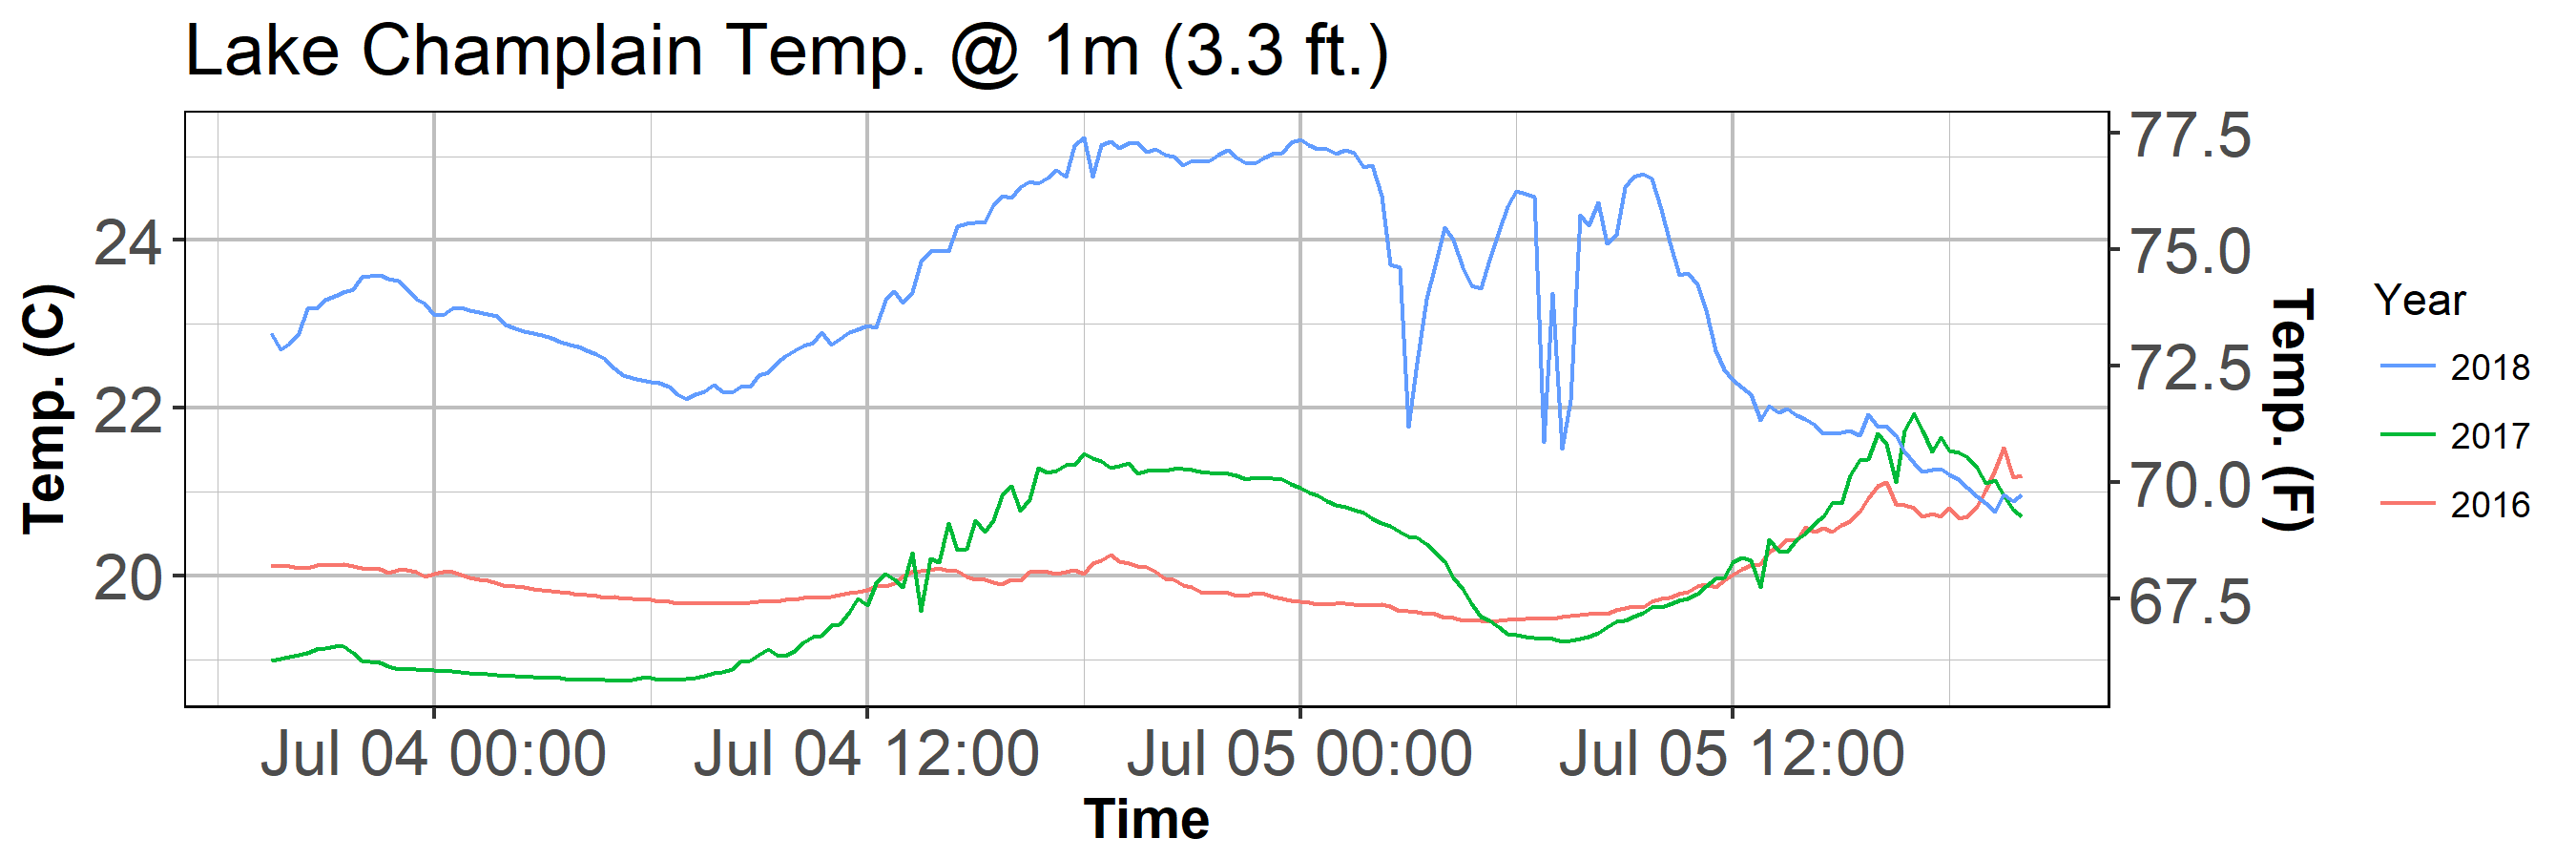 Lake Champlain Temp. @ 1m (3.3 ft.)
Temp. (C)
24
22
20
77.5
75.0
72.5
70.0
67.5
Temp. (F)
Year
2018
2017
2016
Jul 04 00:00
Jul 04 12:00
Jul 05 00:00
Jul 05 12:00
Time